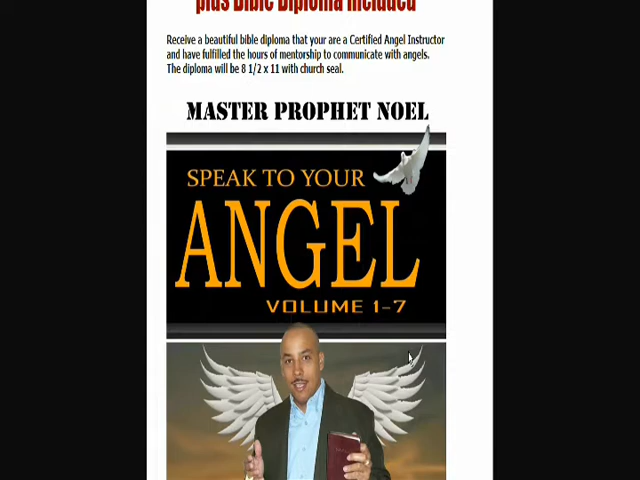 plus Bible Diploma Included
Receive a beautiful bible diploma that your are a Certified Angel Instructor
and have fulfilled the hours of mentorship to communicate with angels.
The diploma will be 8 1/2 x 11 with church seal.
MASTER PROPHET NOEL
SPEAK TO YOUR
ANGEL
VOLUME 1-7